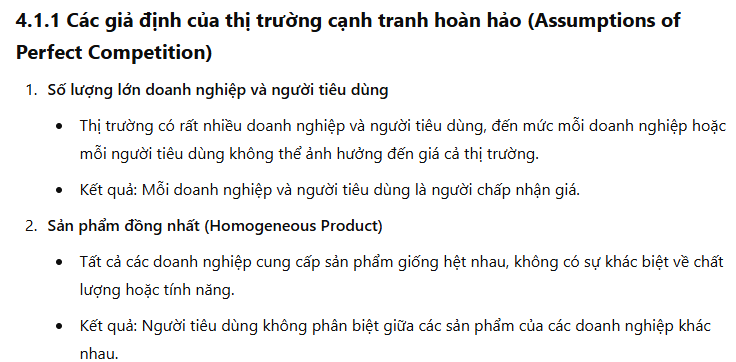 4.1.1 Các giả định của thị trường cạnh tranh hoàn hảo (Assumptions of
Perfect Competition)
1. Số lượng lớn doanh nghiệp và người tiêu dùng
• Thị trường có rất nhiều doanh nghiệp và người tiêu dùng, đến mức mỗi doanh nghiệp hoặc
mỗi người tiêu dùng không thể ảnh hưởng đến giá cả thị trường.
• Kết quả: Mỗi doanh nghiệp và người tiêu dùng là người chấp nhận giá.
2. Sản phẩm đồng nhất (Homogeneous Product)
• Tất cả các doanh nghiệp cung cấp sản phẩm giống hệt nhau, không có sự khác biệt về chất
lượng hoặc tính năng.
• Kết quả: Người tiêu dùng không phân biệt giữa các sản phẩm của các doanh nghiệp khác
nhau.